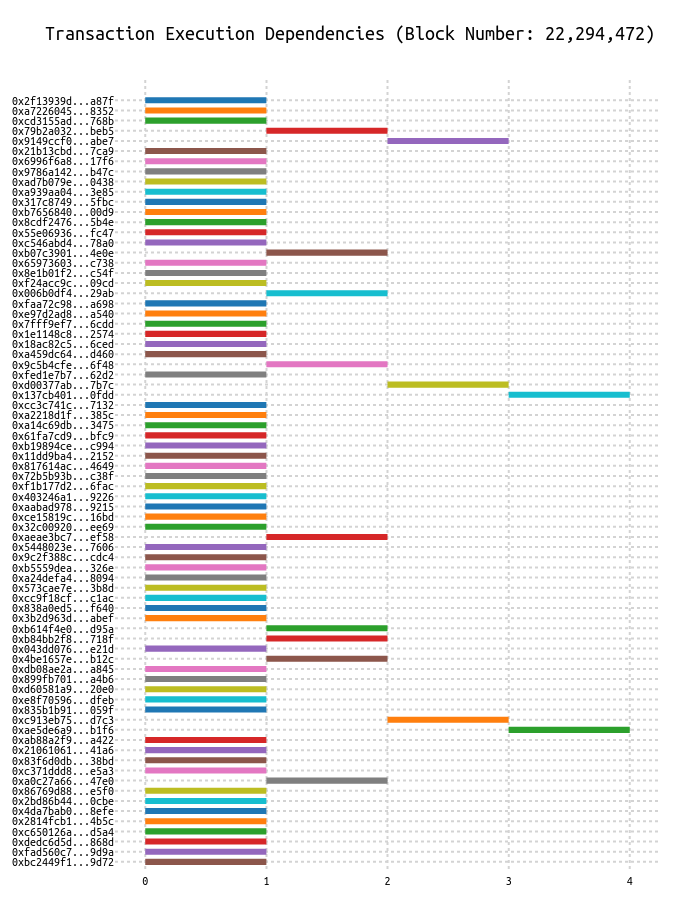 Transaction Execution Dependencies (Block Number: 22,294,472)
0x2f13939d...a87f
0xa7226045...8352
0xcd3155ad...768b
0x79b2a032...beb5
0x9149ccf0...abe7
0x21b13cbd...7ca9
0x6996f6a8...17f6
0x9786a142...b47c
0xad7b079e...0438
0xa939aa04...3e85
0x317c8749...5fbc
0xb7656840...00d9
0x8cdf2476...5b4e
0x55e06936...fc47
0xc546abd4...78a0
0xb07c3901...4e0e
0x65973603...c738
0x8e1b01f2...c54f
0xf24acc9c...09cd
0x006b0df4...29ab
0xfaa72c98...a698
0xe97d2ad8...a540
0x7fff9ef7...6cdd
0x1e1148c8...2574
0x18ac82c5...6ced
0xa459dc64...d460
0x9c5b4cfe...6f48
0xfed1e7b7...62d2
0xd00377ab...7b7c
0x137cb401...0fdd
0xcc3c741c...7132
0xa2218d1f...385c
0xa14c69db...3475
0x61fa7cd9...bfc9
0xb19894ce...c994
0x11dd9ba4...2152
0x817614ac...4649
0x72b5b93b...c38f
0xf1b177d2...6fac
0x403246a1...9226
0xaabad978...9215
0xce15819c...16bd
0x32c00920...ee69
0xaeae3bc7...ef58
0x5448023e...7606
0x9c2f388c...cdc4
0xb5559dea...326e
0xa24defa4...8094
0x573cae7e...3b8d
0xcc9f18cf...c1ac
0x838a0ed5...f640
0x3b2d963d...abef
0xb614f4e0...d95a
0xb84bb2f8...718f
0x043dd076...e21d
0x4be1657e...b12c
0xdb08ae2a...a845
0x899fb701...a4b6
0xd60581a9...20e0
0xe8f70596...dfeb
0x835b1b91...059f
0xc913eb75...d7c3
0xae5de6a9...b1f6
0xab88a2f9...a422
0x21061061...41a6
0x83f6d0db...38bd
0xc371ddd8...e5a3
0xa0c27a66...47e0
0x86769d88...e5f0
0x2bd86b44...0cbe
0x4da7bab0...8efe
0x2814fcb1...4b5c
0xc650126a...d5a4
0xdedc6d5d...868d
0xfad560c7...9d9a
0xbc2449f1...9d72
0 1 2 3 4